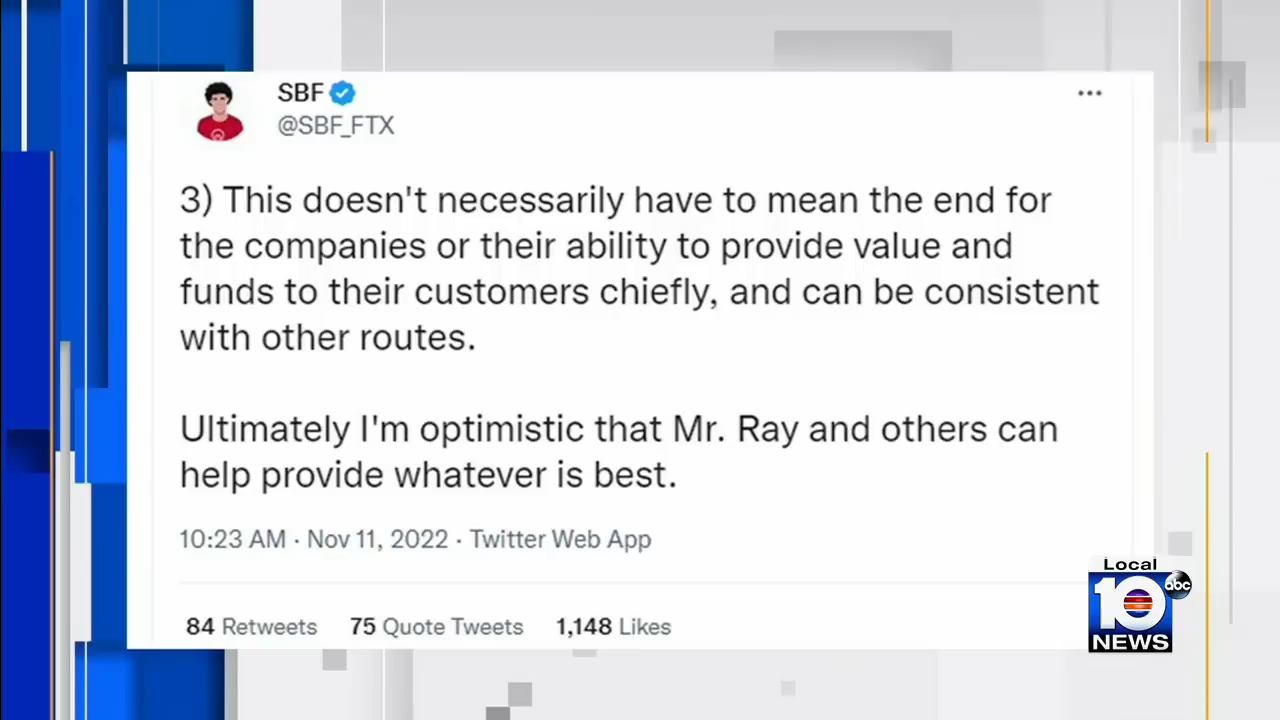 SBF
@SBF_FTX
3) This doesn't necessarily have to mean the end for
the companies or their ability to provide value and
funds to their customers chiefly, and can be consistent
with other routes.
Ultimately I'm optimistic that Mr. Ray and others can
help provide whatever is best.
10:23 AM · Nov 11, 2022 · Twitter Web App
84 Retweets 75 Quote Tweets 1,148 Likes
Local
10
abc
NEWS